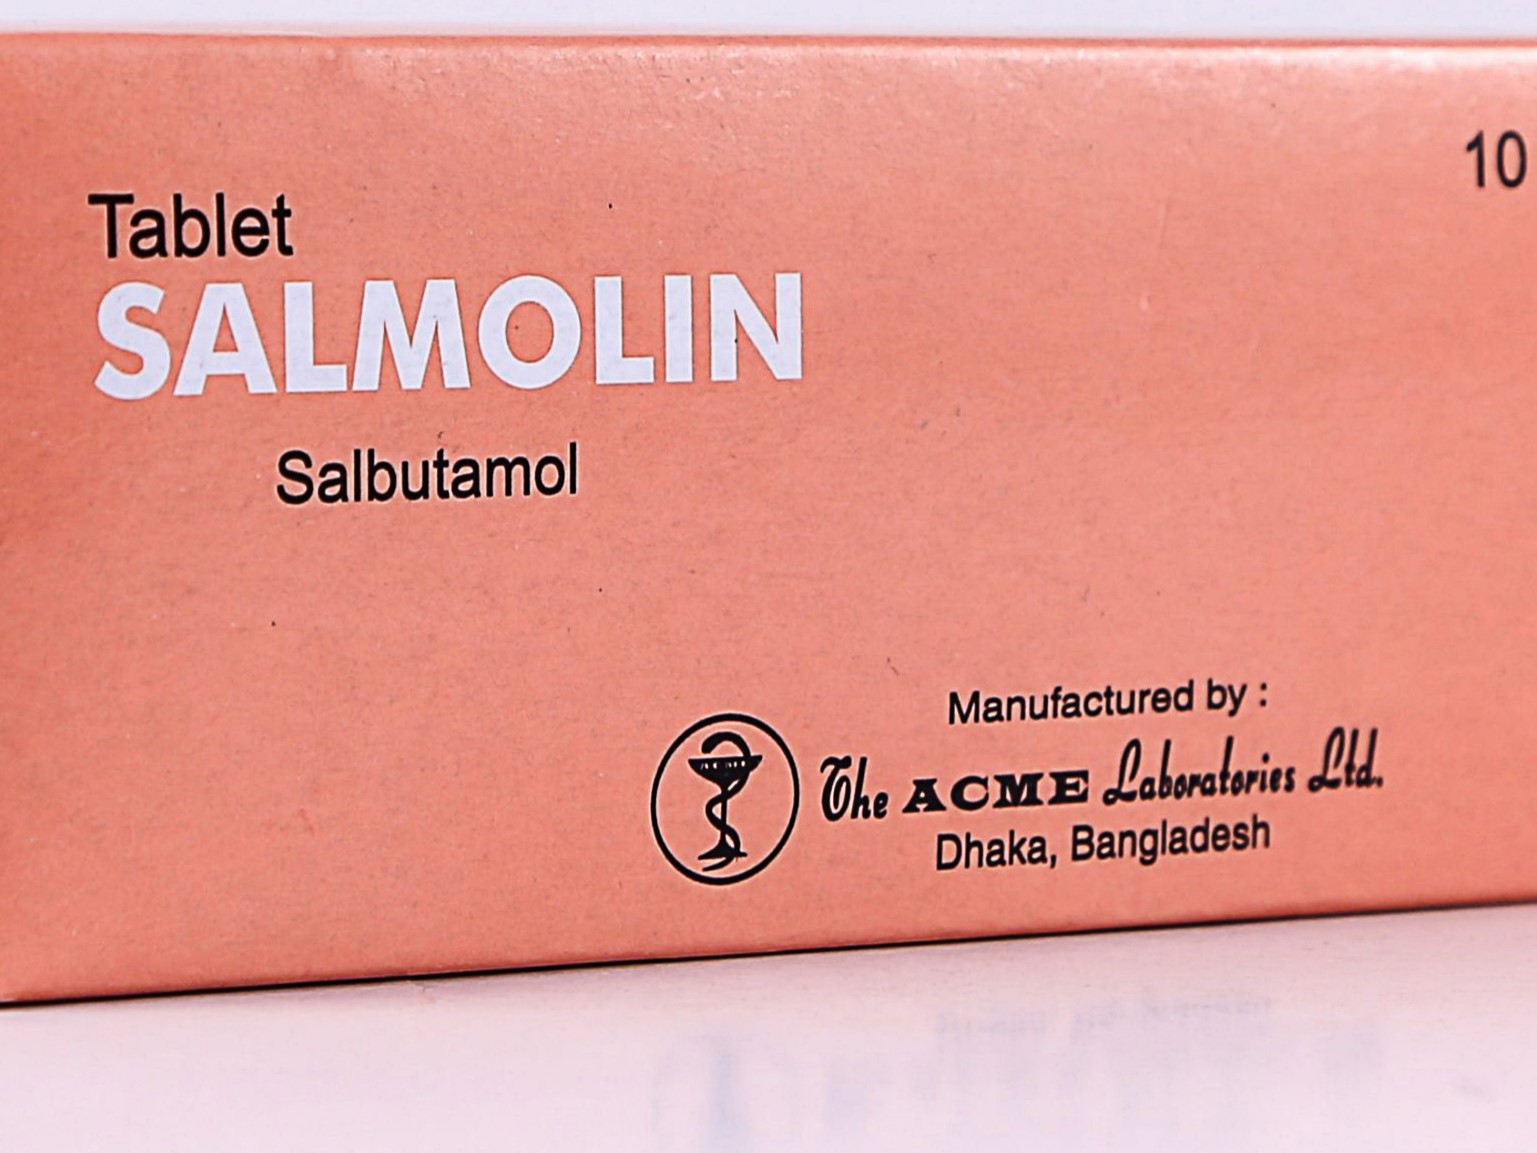 10
Tablet
SALMOLIN
Salbutamol
Manufactured by :
The ACME Laboratories Ltd.
Dhaka, Bangladesh